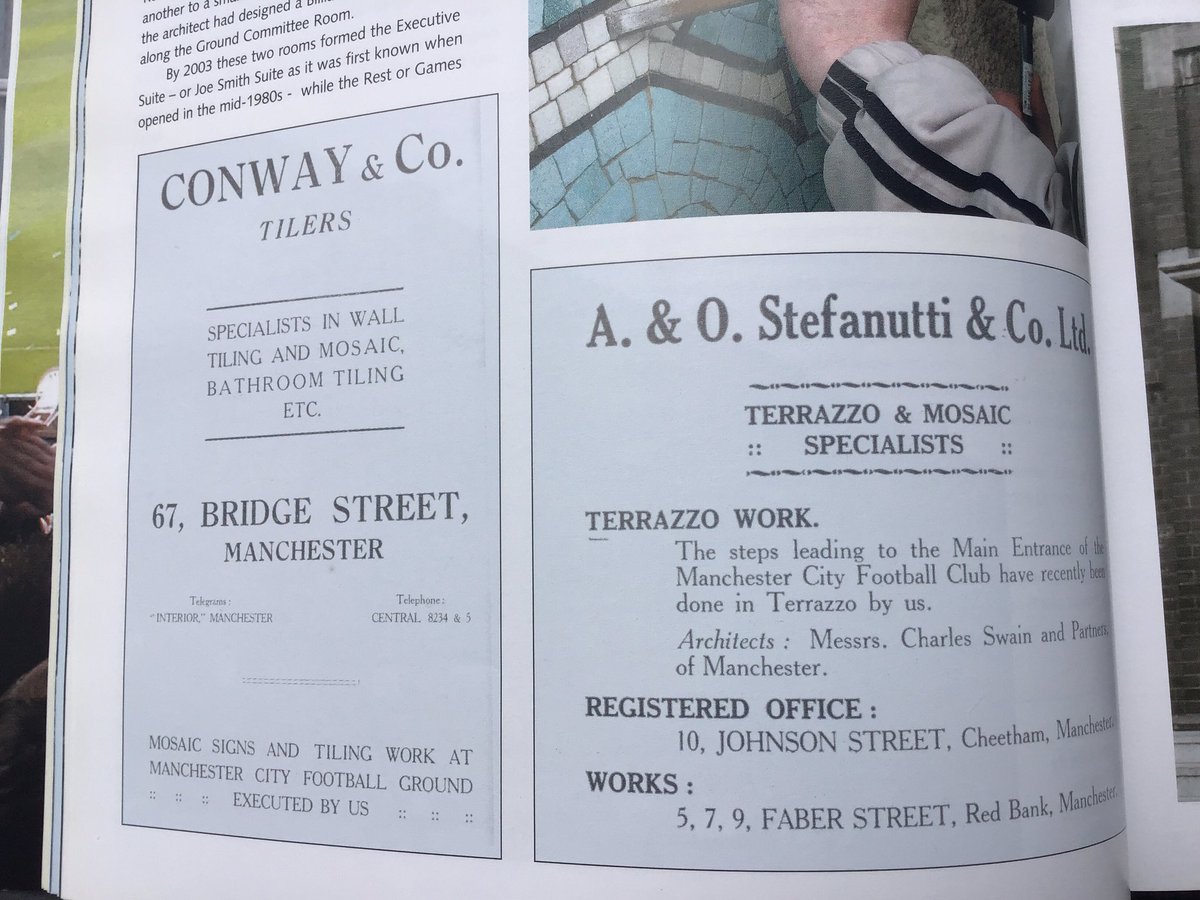 another to a
the architect had designed a
along the Ground Committee Room.
By 2003 these two rooms formed the Executive
Suite – or Joe Smith Suite as it was first known when
opened in the mid-1980s - while the Rest or Games
CONWAY & Co.
TILERS
SPECIALISTS IN WALL
TILING AND MOSAIC,
BATHROOM TILING
ETC.
67, BRIDGE STREET,
MANCHESTER
Telegrams:
"INTERIOR," MANCHESTER
Telephone:
CENTRAL 8234 & 5
MOSAIC SIGNS AND TILING WORK AT
MANCHESTER CITY FOOTBALL GROUND
:: :: :: EXECUTED BY US :: :: ::
A. & O. Stefanutti & Co. Ltd.
TERRAZZO & MOSAIC
:: SPECIALISTS ::
TERRAZZO WORK.
The steps leading to the Main Entrance of the
Manchester City Football Club have recently been
done in Terrazzo by us.
Architects : Messrs. Charles Swain and Partners,
of Manchester.
REGISTERED OFFICE :
10, JOHNSON STREET, Cheetham, Manchester.
WORKS :
5, 7, 9, FABER STREET, Red Bank, Manchester.